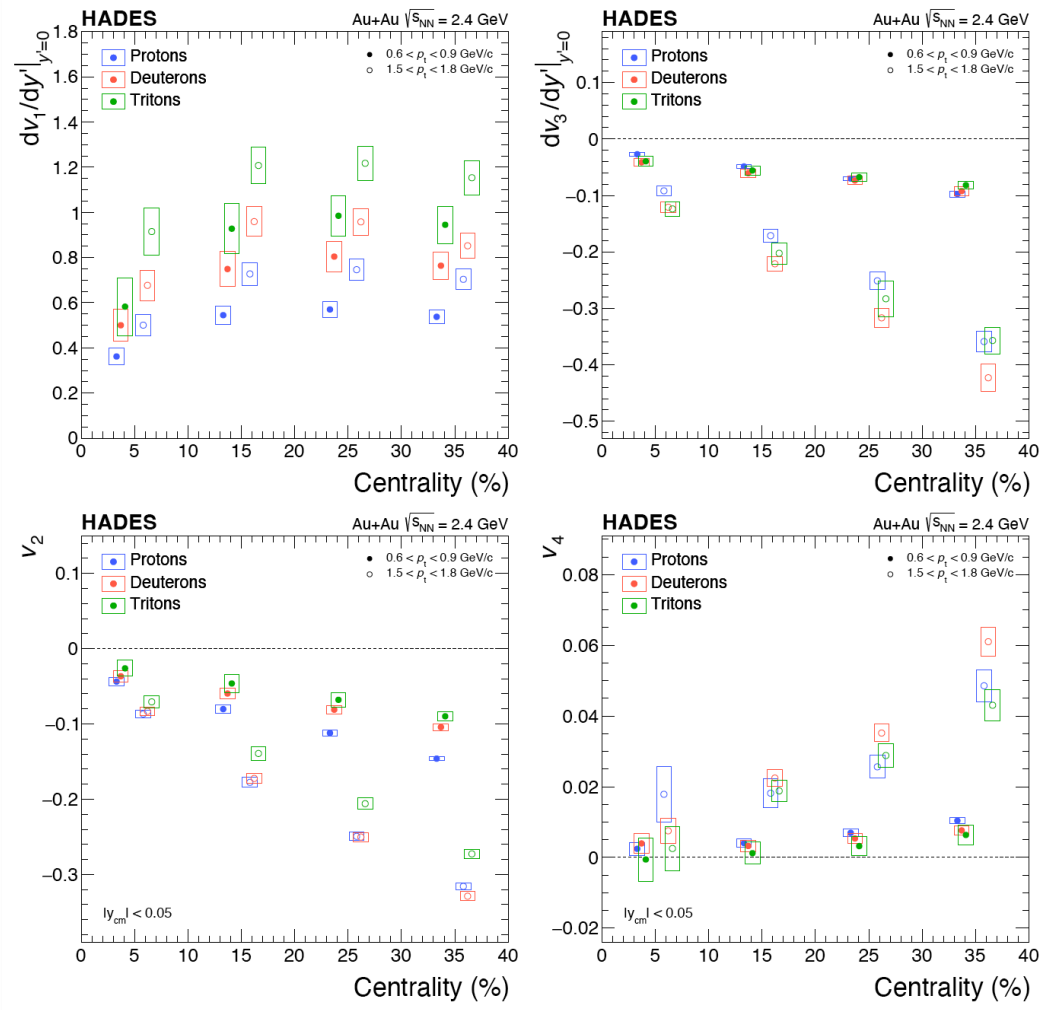 HADES Au+Au √s_NN = 2.4 GeV
dv₁/dy'|y'=0
Protons
Deuterons
Tritons
0.6 < pₜ < 0.9 GeV/c
1.5 < pₜ < 1.8 GeV/c
1.8
1.6
1.4
1.2
1
0.8
0.6
0.4
0.2
0
0 5 10 15 20 25 30 35 40
Centrality (%)
HADES Au+Au √s_NN = 2.4 GeV
dv₃/dy'|y'=0
Protons
Deuterons
Tritons
0.6 < pₜ < 0.9 GeV/c
1.5 < pₜ < 1.8 GeV/c
0.1
0
−0.1
−0.2
−0.3
−0.4
−0.5
0 5 10 15 20 25 30 35 40
Centrality (%)
HADES Au+Au √s_NN = 2.4 GeV
v₂
Protons
Deuterons
Tritons
0.6 < pₜ < 0.9 GeV/c
1.5 < pₜ < 1.8 GeV/c
0.1
0
−0.1
−0.2
−0.3
|y_cm| < 0.05
0 5 10 15 20 25 30 35 40
Centrality (%)
HADES Au+Au √s_NN = 2.4 GeV
v₄
Protons
Deuterons
Tritons
0.6 < pₜ < 0.9 GeV/c
1.5 < pₜ < 1.8 GeV/c
0.08
0.06
0.04
0.02
0
−0.02
|y_cm| < 0.05
0 5 10 15 20 25 30 35 40
Centrality (%)